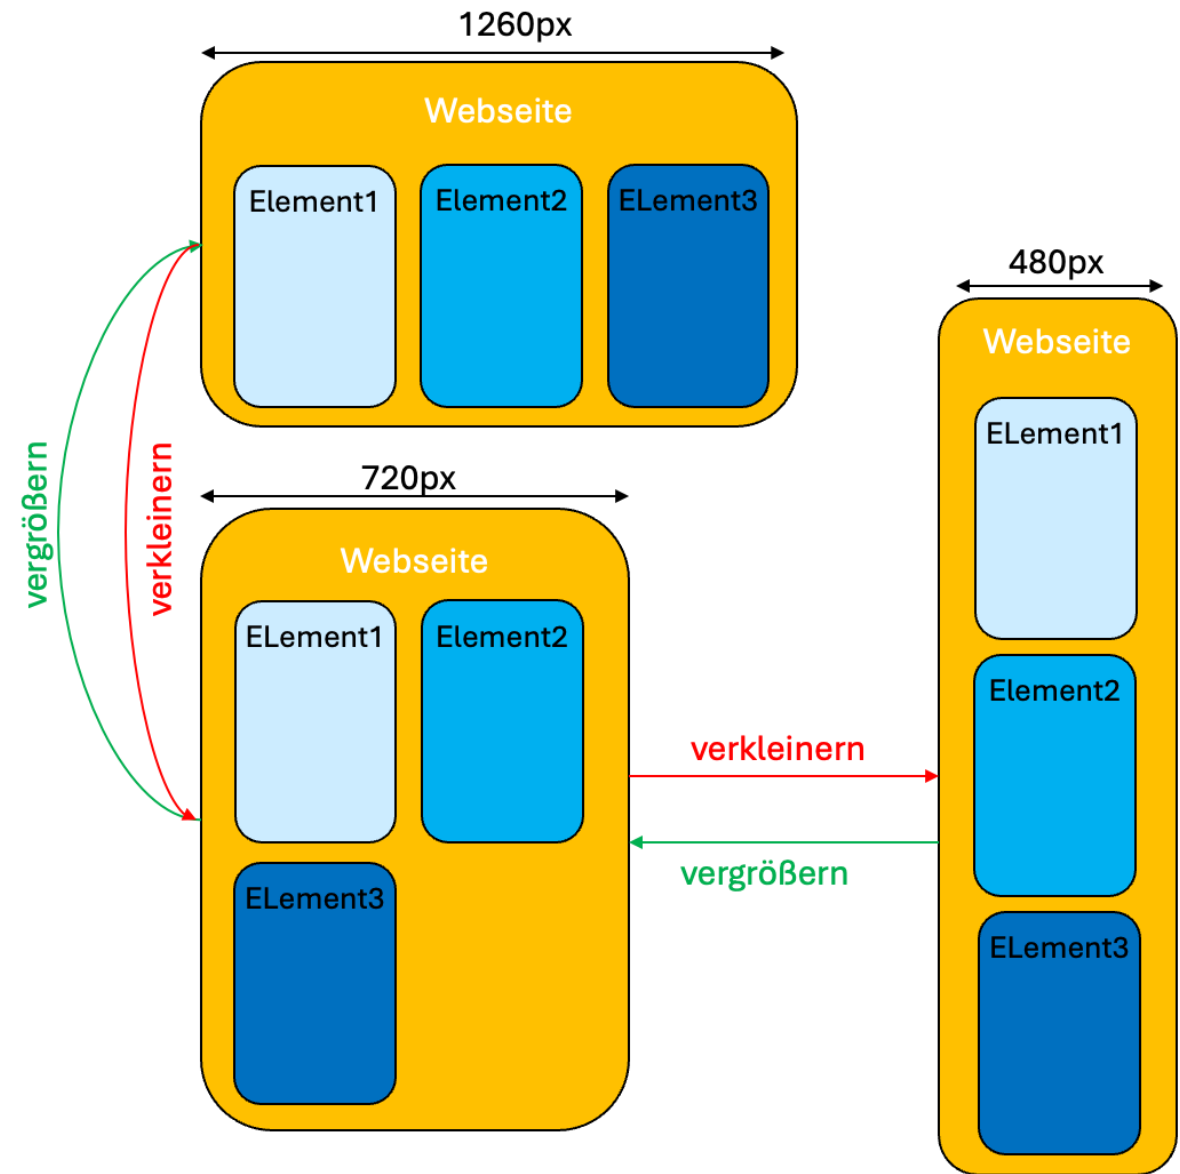 1260px
Webseite
Element1
Element2
ELement3
vergrößern
verkleinern
720px
Webseite
ELement1
Element2
ELement3
verkleinern
vergrößern
480px
Webseite
ELement1
Element2
ELement3